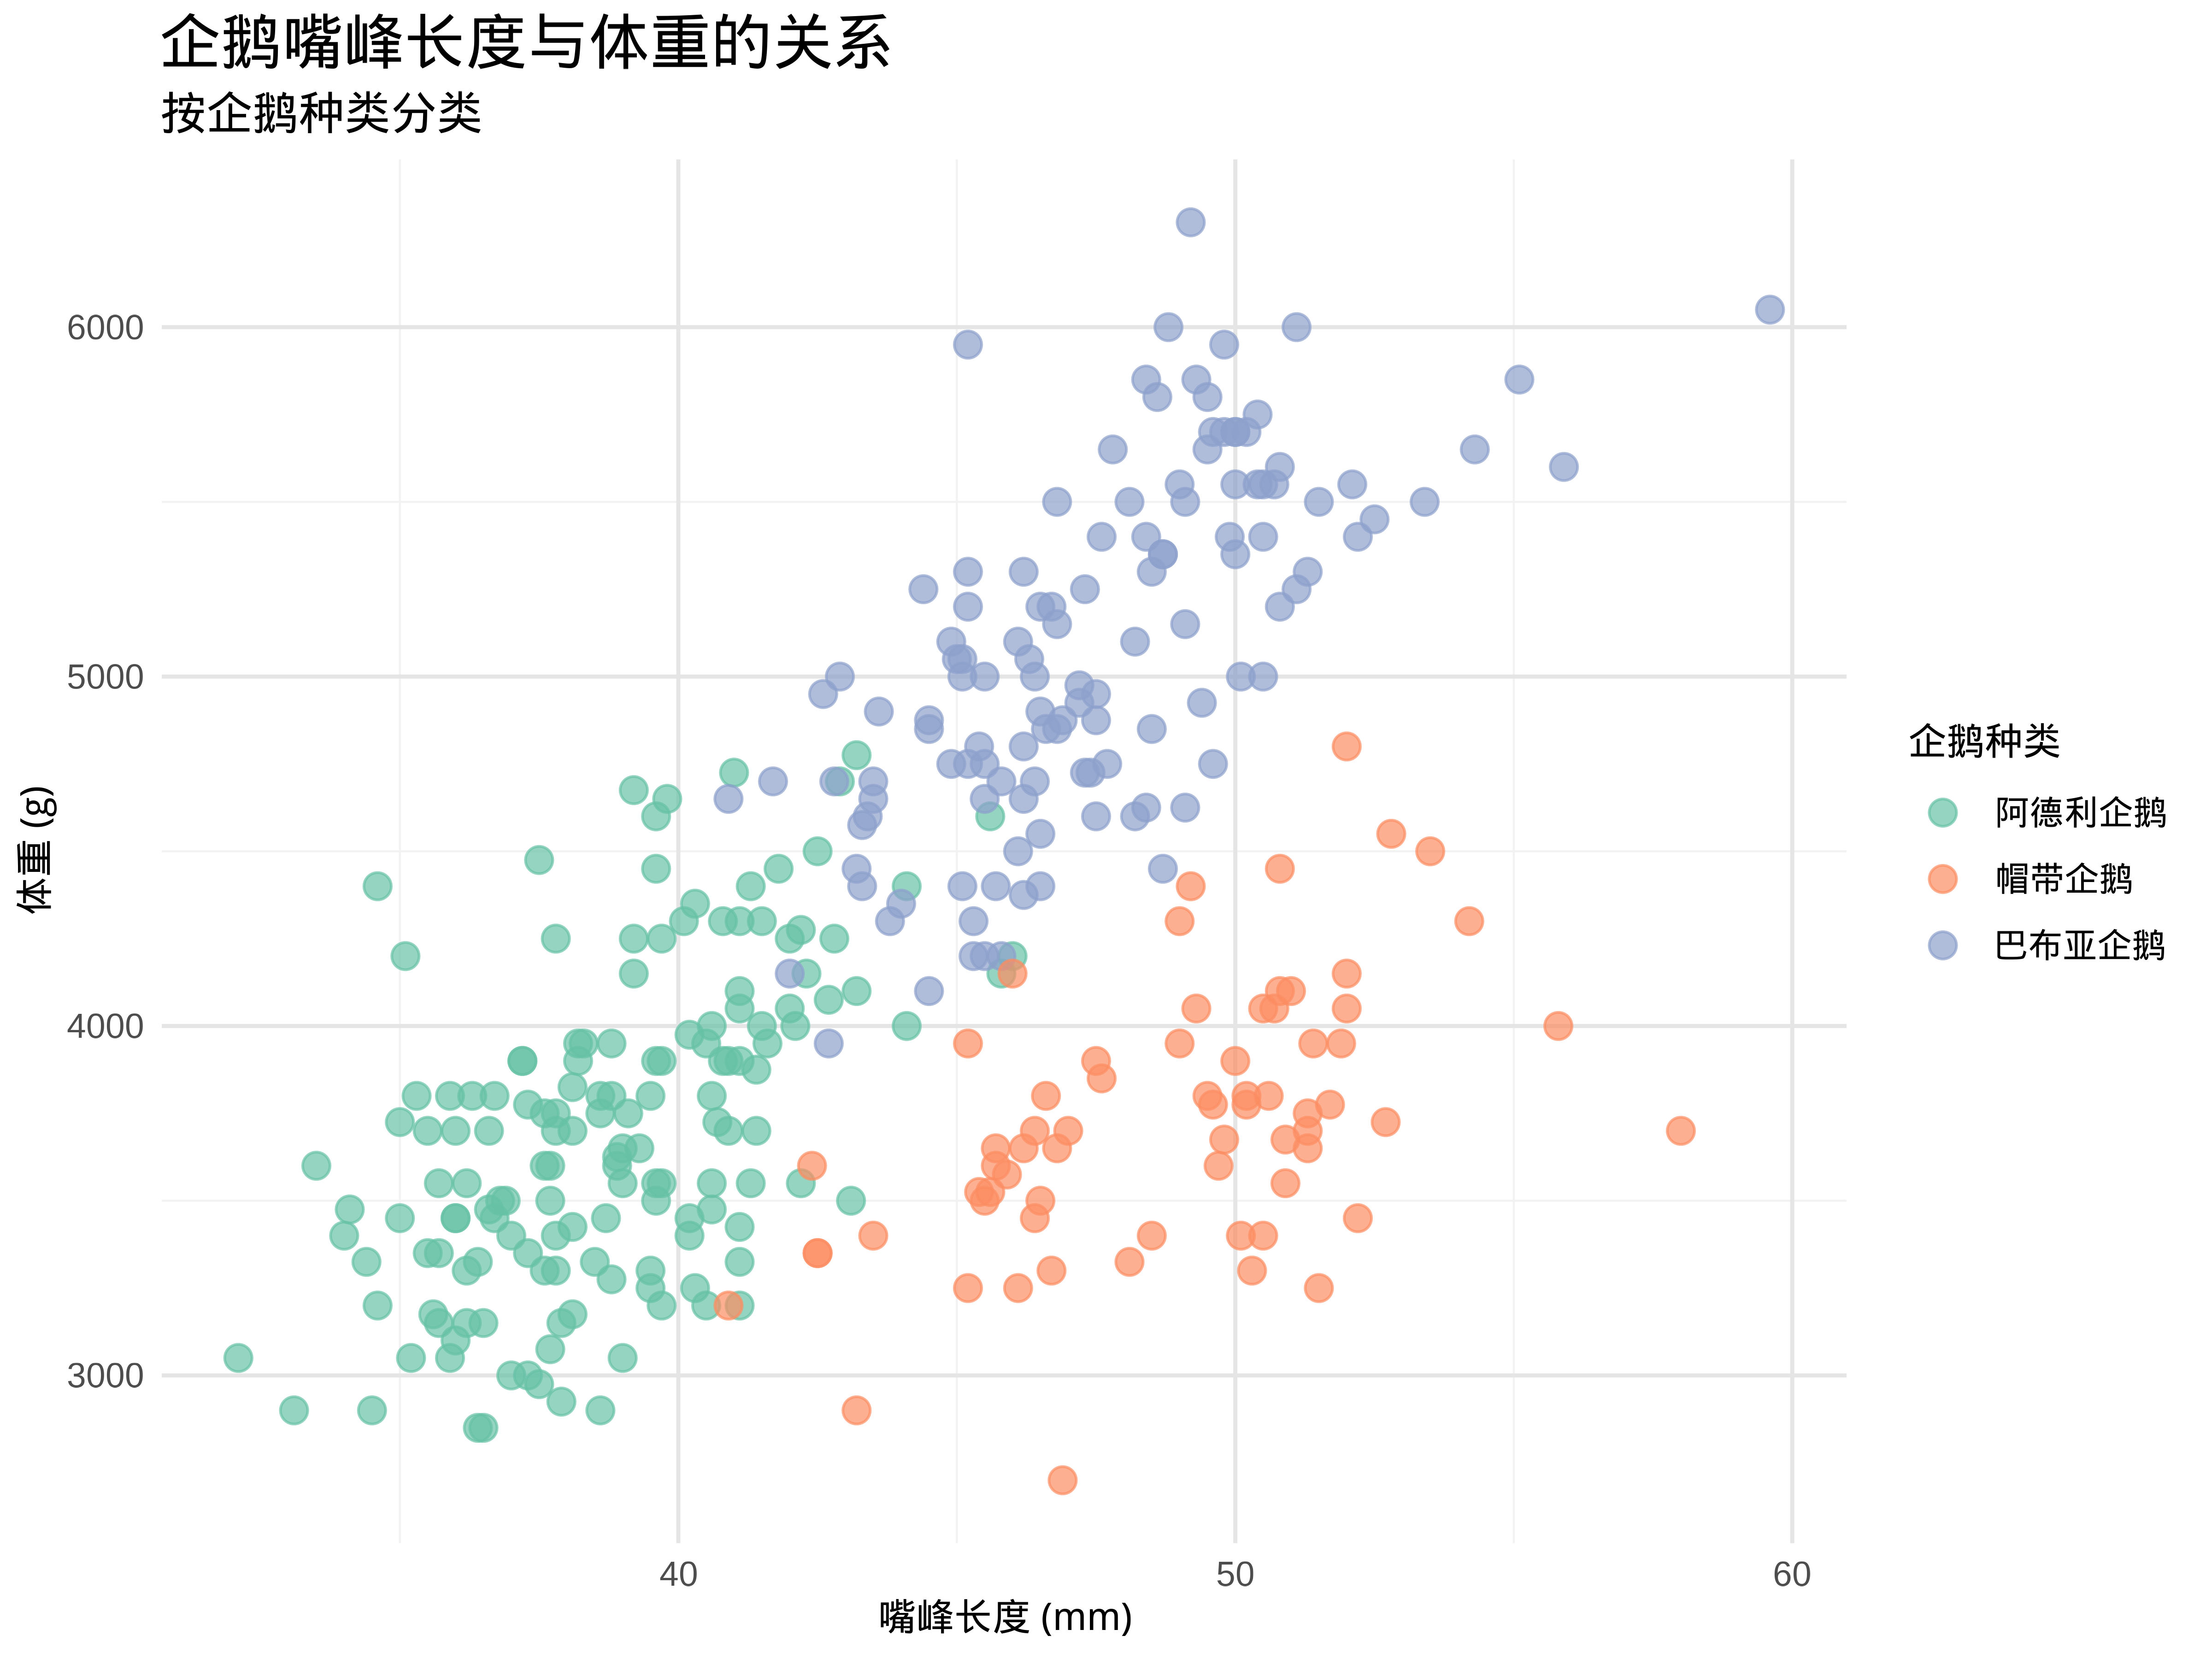 企鹅嘴峰长度与体重的关系
按企鹅种类分类
6000
5000
4000
3000
体重 (g)
40
50
60
嘴峰长度 (mm)
企鹅种类
阿德利企鹅
帽带企鹅
巴布亚企鹅